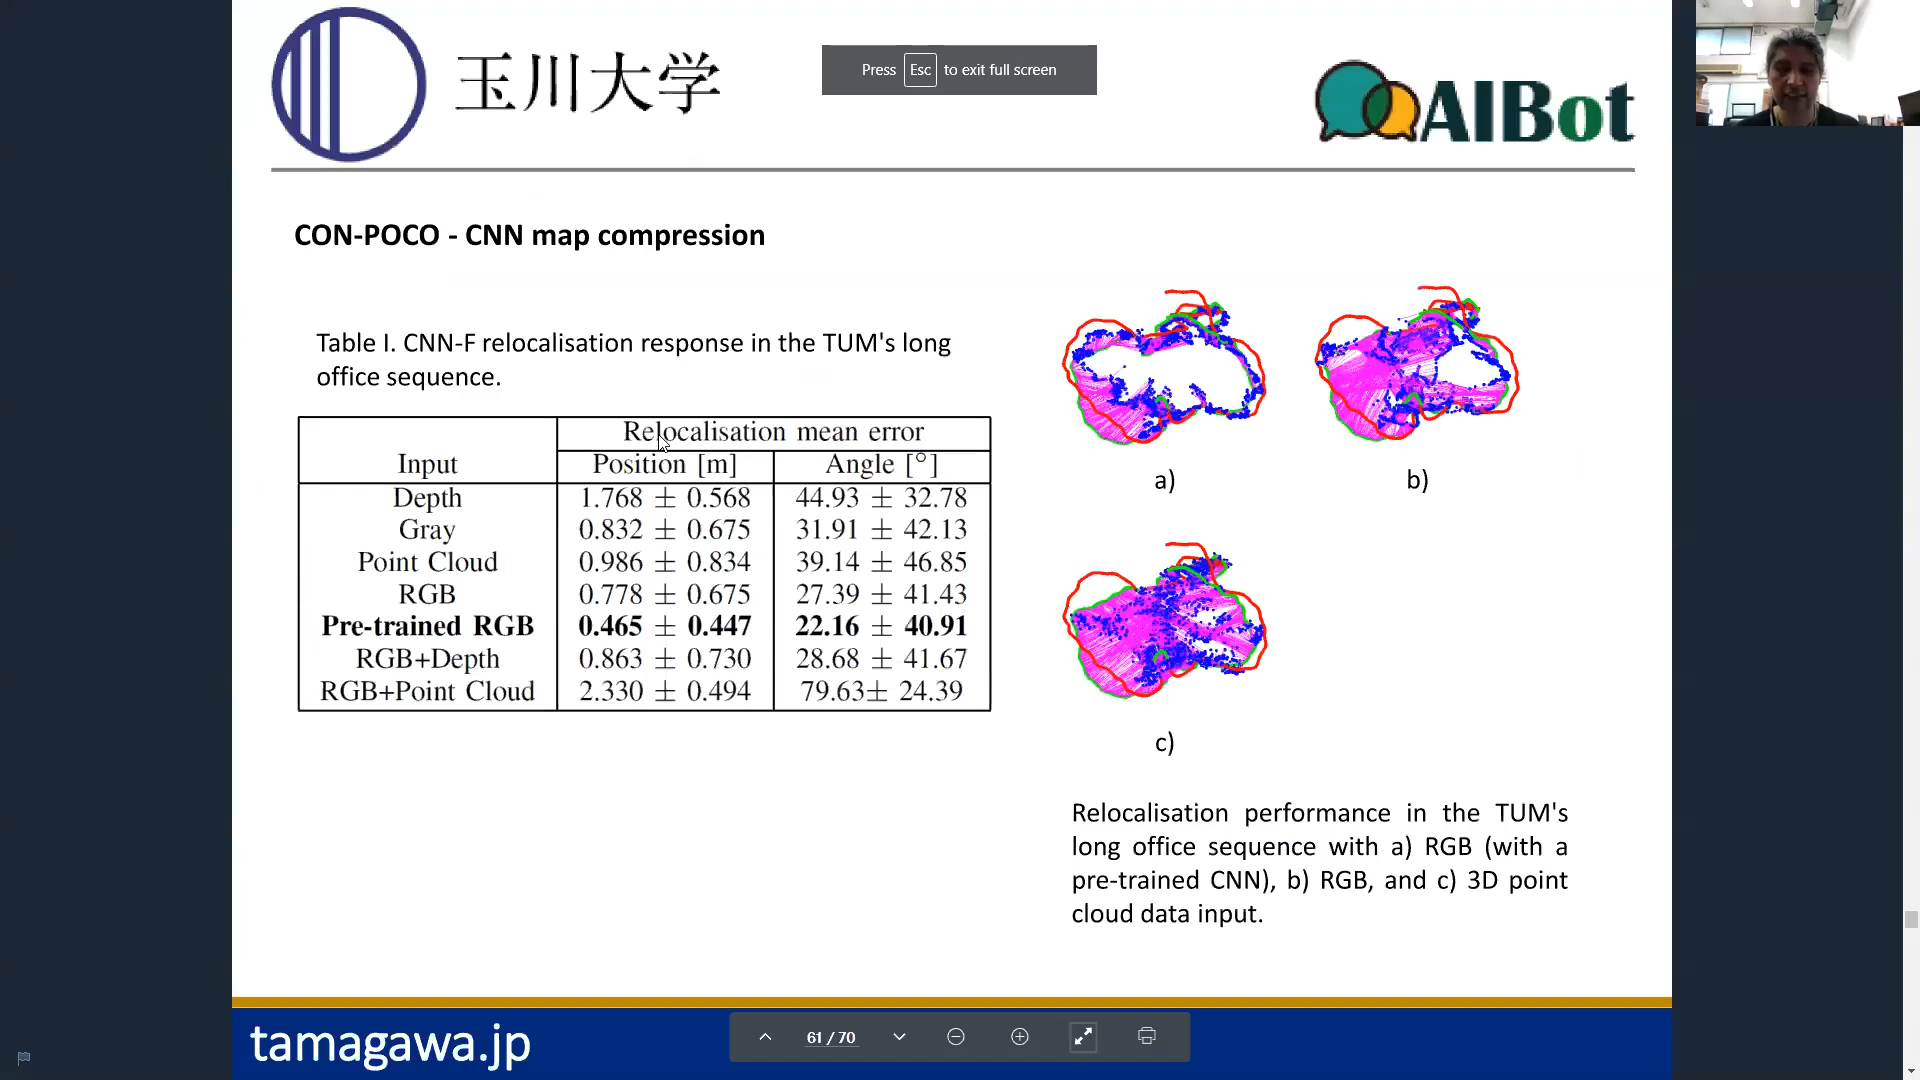 玉川大学
Press Esc to exit full screen
AIBot
CON-POCO - CNN map compression
Table I. CNN-F relocalisation response in the TUM's long
office sequence.
Relocalisation mean error
Input Position [m] Angle [°]
Depth 1.768 ± 0.568 44.93 ± 32.78
Gray 0.832 ± 0.675 31.91 ± 42.13
Point Cloud 0.986 ± 0.834 39.14 ± 46.85
RGB 0.778 ± 0.675 27.39 ± 41.43
Pre-trained RGB 0.465 ± 0.447 22.16 ± 40.91
RGB+Depth 0.863 ± 0.730 28.68 ± 41.67
RGB+Point Cloud 2.330 ± 0.494 79.63± 24.39
a) b)
c)
Relocalisation performance in the TUM's
long office sequence with a) RGB (with a
pre-trained CNN), b) RGB, and c) 3D point
cloud data input.
tamagawa.jp
61 / 70